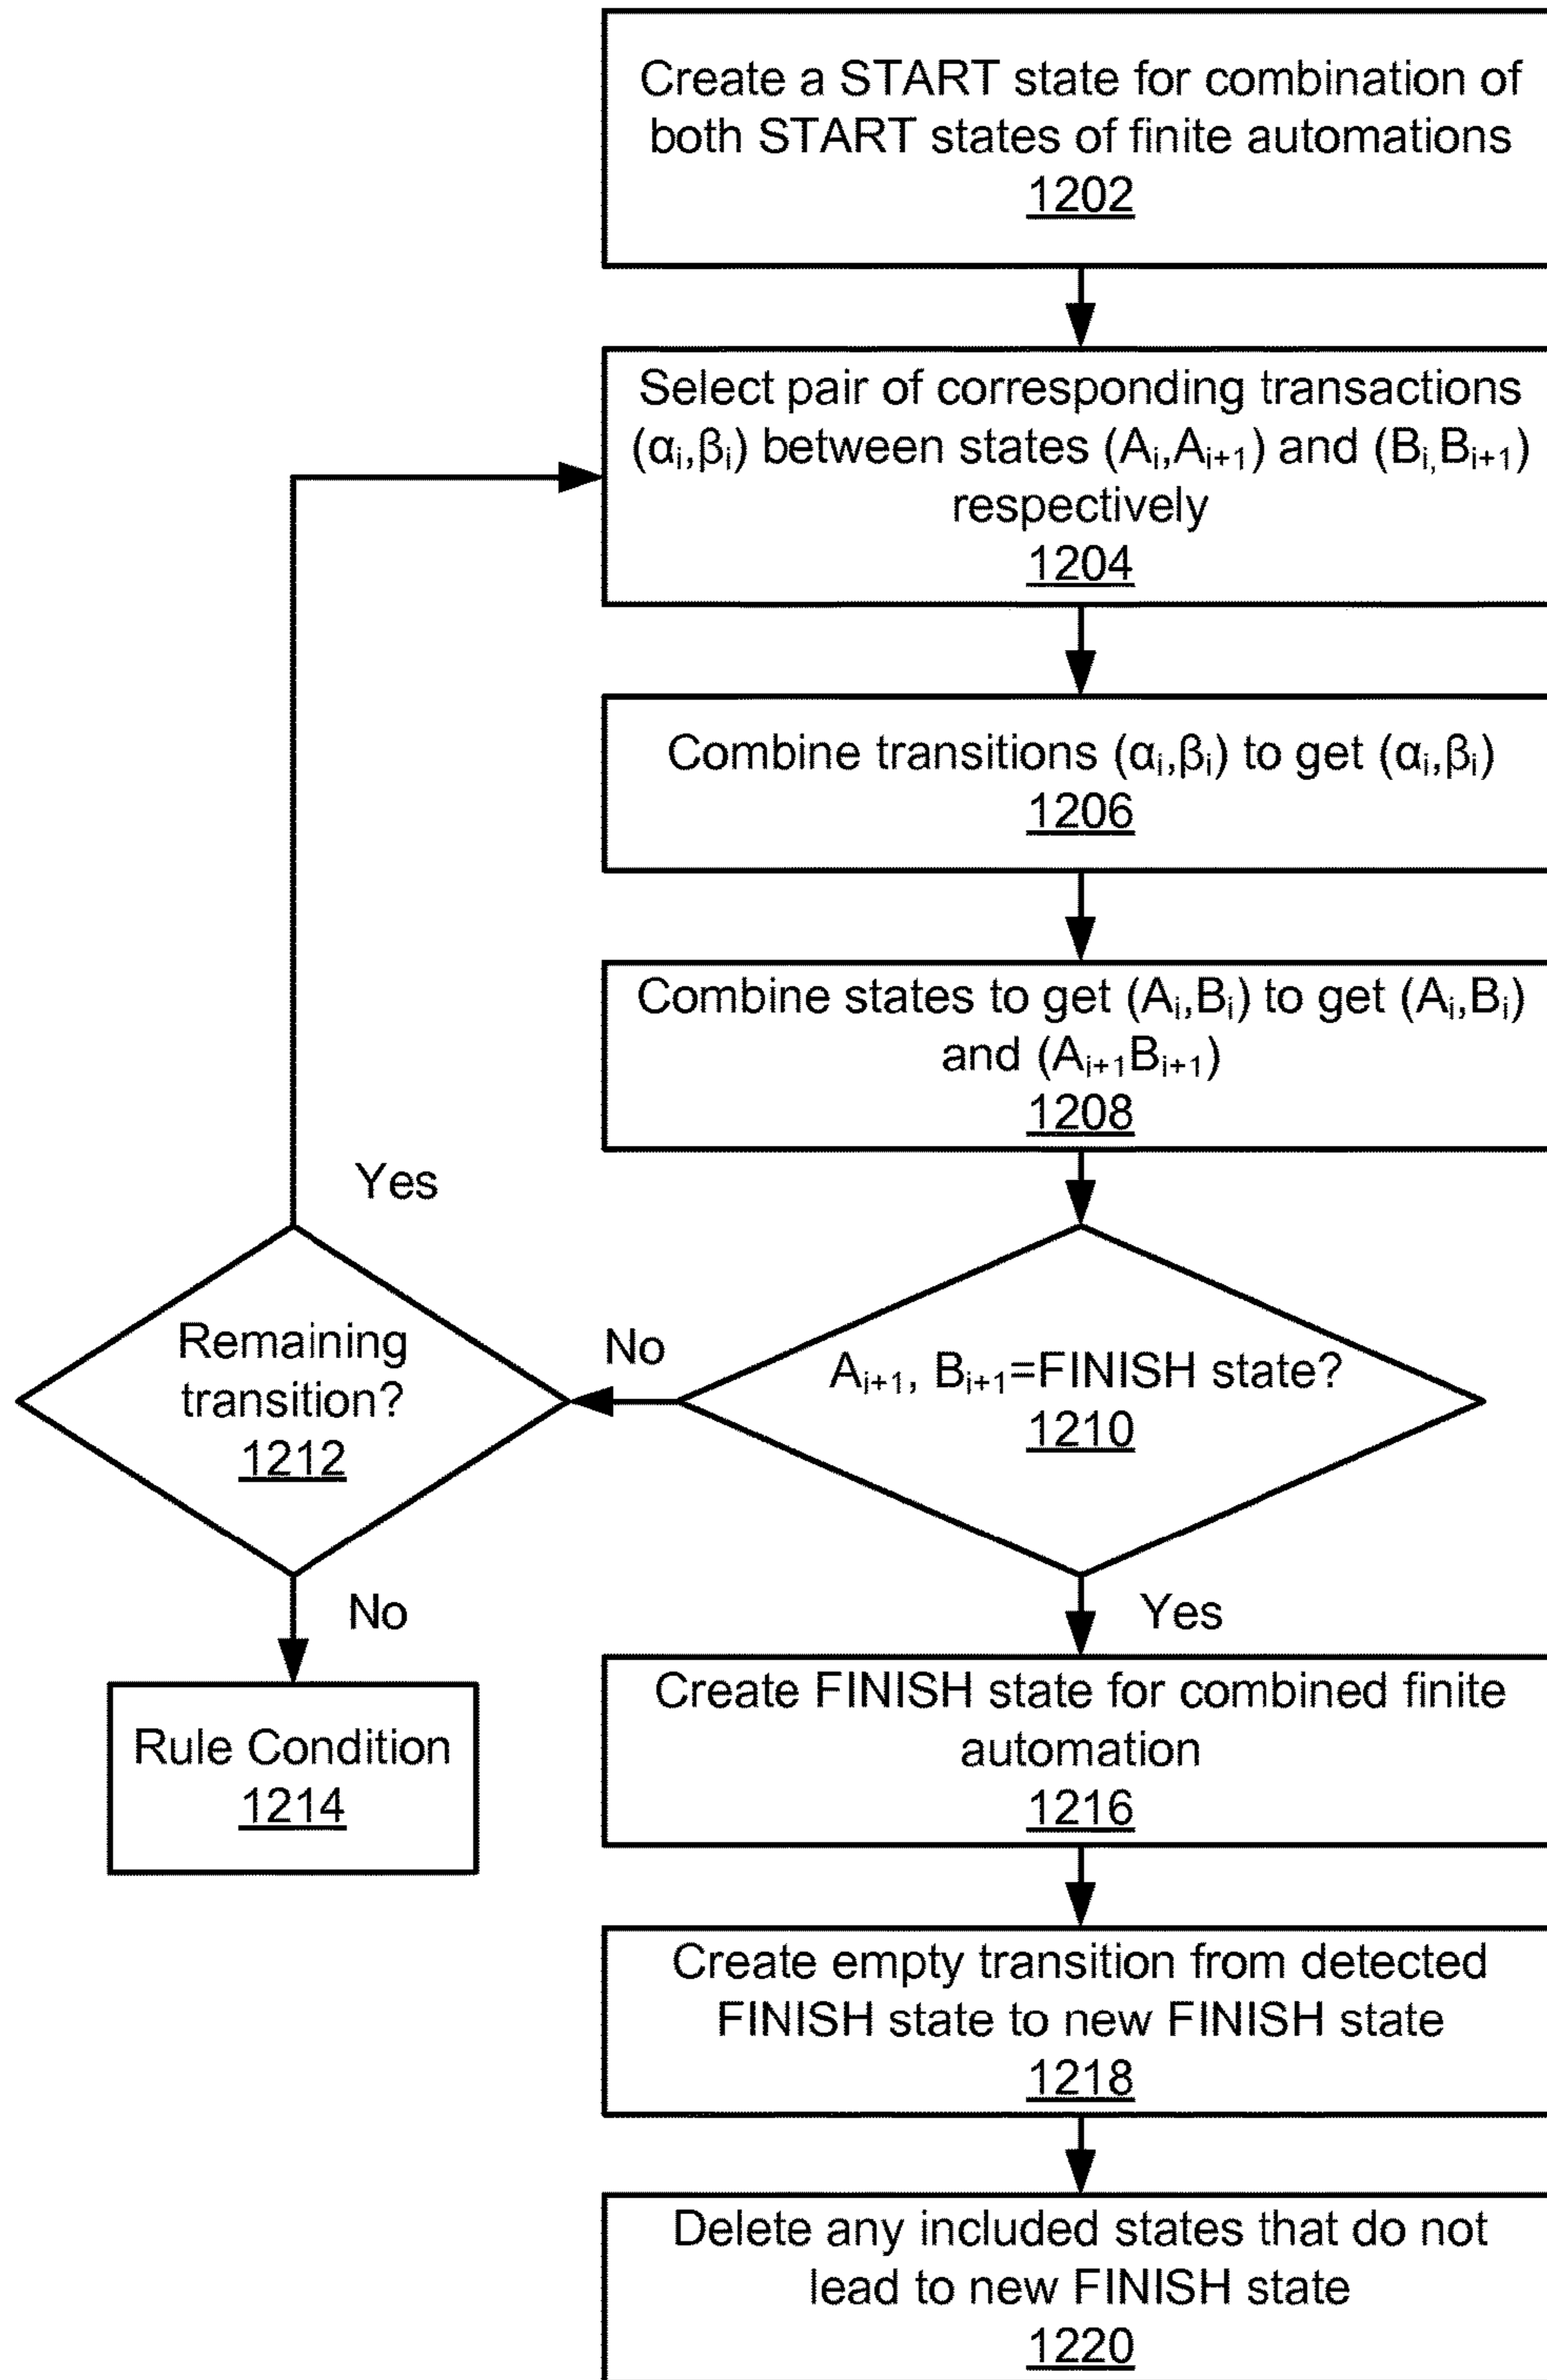 Create a START state for combination of
both START states of finite automations
1202
Select pair of corresponding transactions
(αᵢ,βᵢ) between states (Aᵢ,Aᵢ₊₁) and (Bᵢ,Bᵢ₊₁)
respectively
1204
Combine transitions (αᵢ,βᵢ) to get (αᵢ,βᵢ)
1206
Combine states to get (Aᵢ,Bᵢ) to get (Aᵢ,Bᵢ)
and (Aᵢ₊₁Bᵢ₊₁)
1208
Yes
Remaining
transition?
1212
No
Aᵢ₊₁, Bᵢ₊₁=FINISH state?
1210
No
Yes
Rule Condition
1214
Create FINISH state for combined finite
automation
1216
Create empty transition from detected
FINISH state to new FINISH state
1218
Delete any included states that do not
lead to new FINISH state
1220